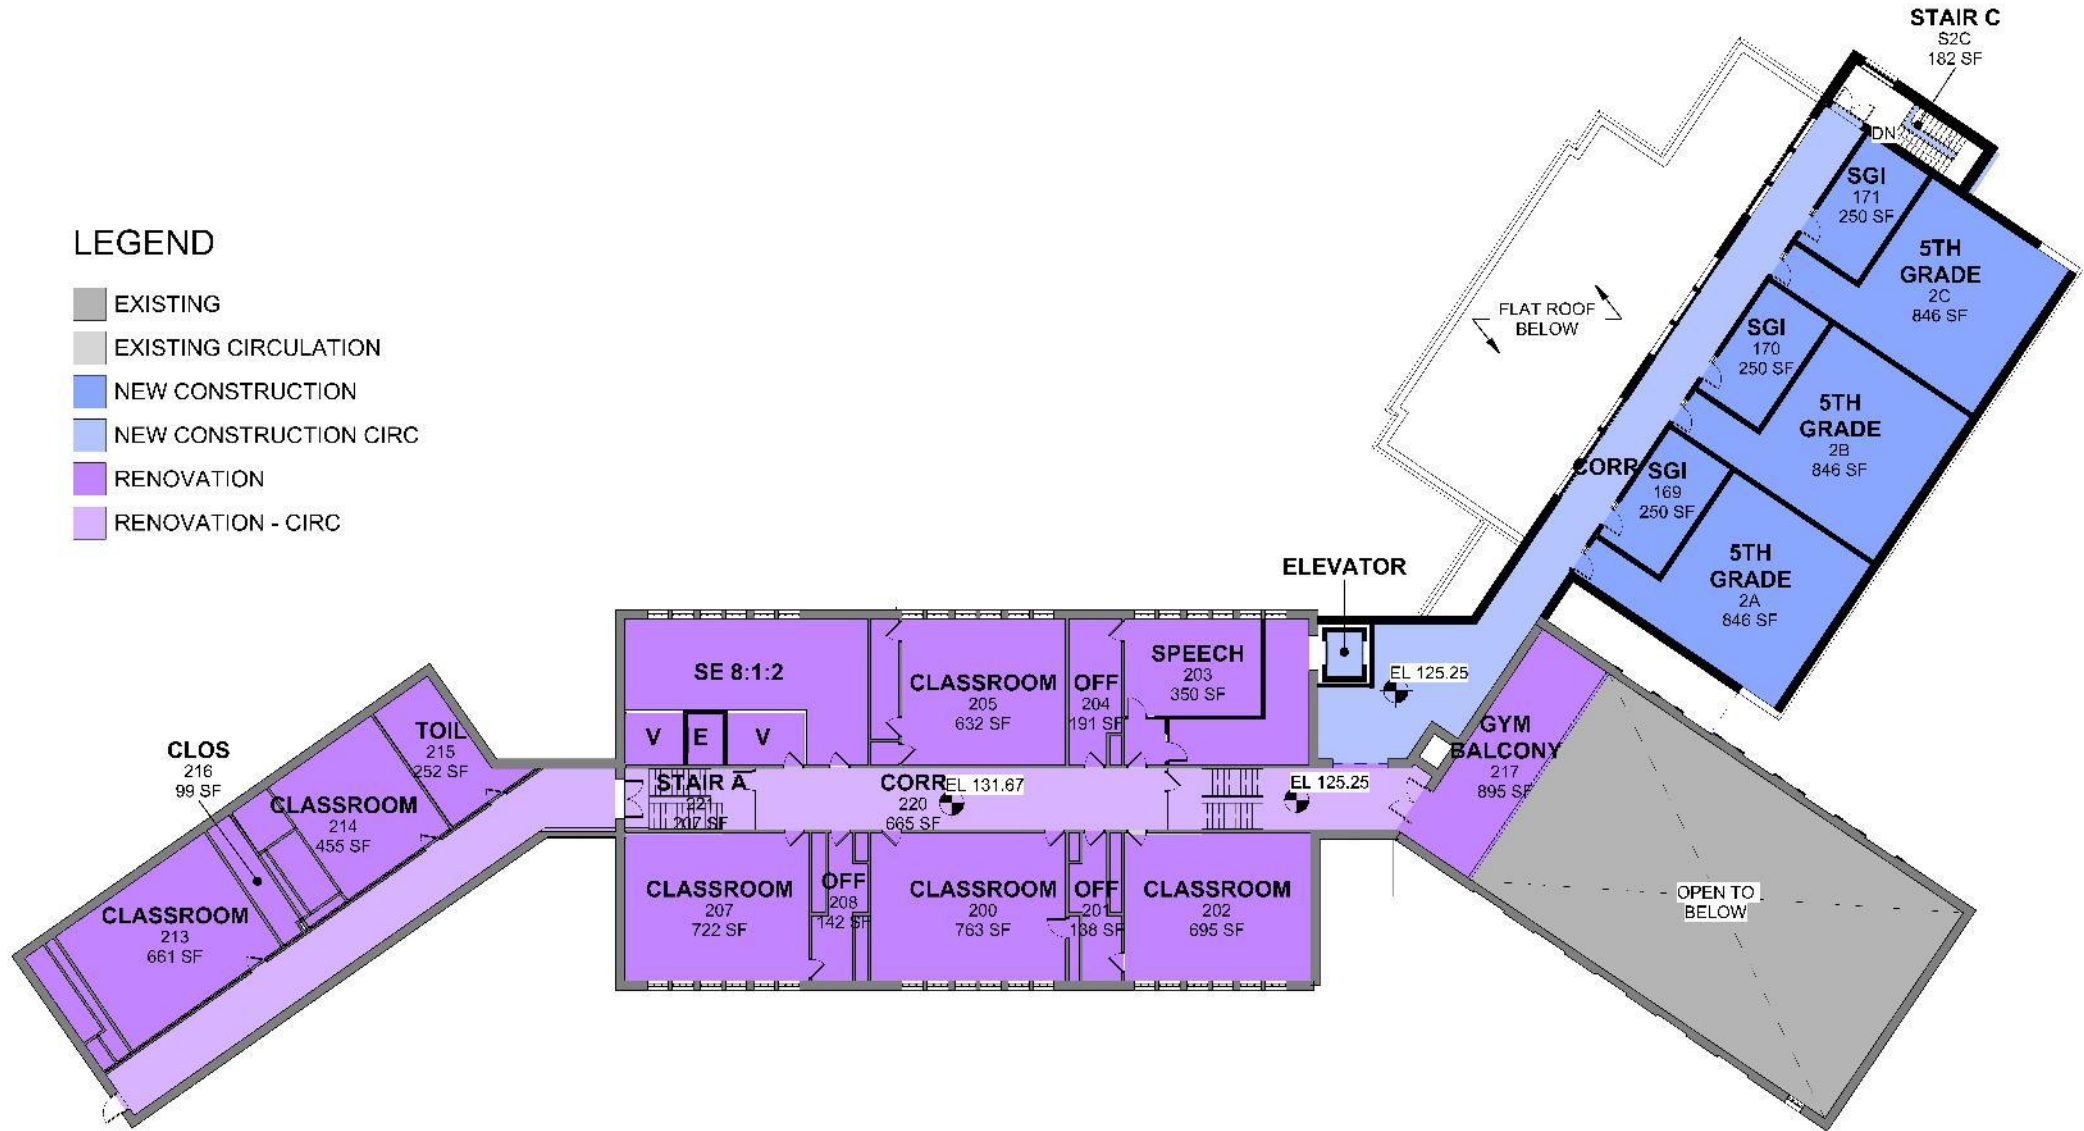 STAIR C
S2C
182 SF
DN
SGI
171
250 SF
5TH
GRADE
2C
846 SF
LEGEND
EXISTING
EXISTING CIRCULATION
NEW CONSTRUCTION
NEW CONSTRUCTION CIRC
RENOVATION
RENOVATION - CIRC
FLAT ROOF
BELOW
SGI
170
250 SF
5TH
GRADE
2B
846 SF
CORR
SGI
169
250 SF
5TH
GRADE
2A
846 SF
ELEVATOR
EL 125.25
SE 8:1:2
V
E
V
CLASSROOM
205
632 SF
OFF
204
191 SF
SPEECH
203
350 SF
GYM
BALCONY
217
895 SF
TOIL
215
252 SF
CLOS
216
99 SF
CLASSROOM
214
455 SF
CLASSROOM
213
661 SF
STAIR A
221
207 SF
CORR
220
665 SF
EL 131.67
EL 125.25
CLASSROOM
207
722 SF
OFF
208
142 SF
CLASSROOM
200
763 SF
OFF
201
138 SF
CLASSROOM
202
695 SF
OPEN TO
BELOW